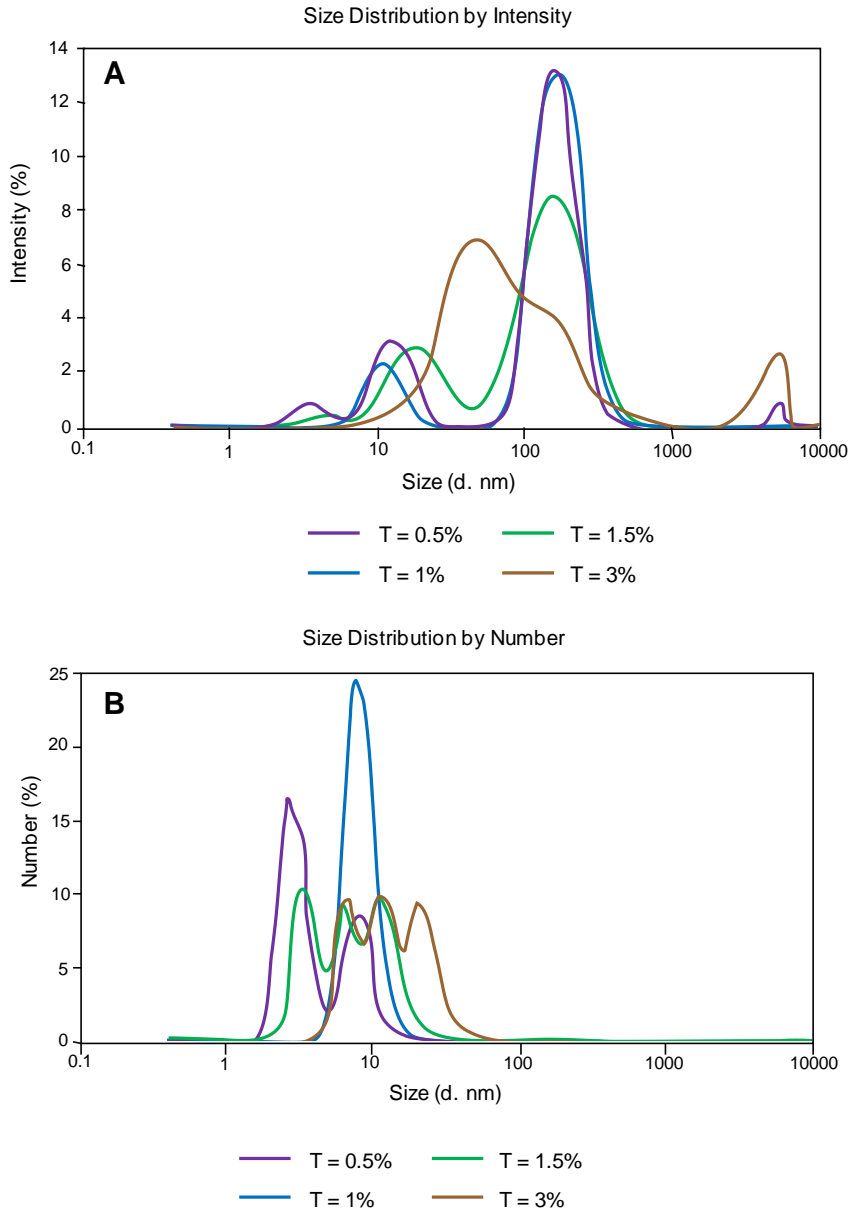 Size Distribution by Intensity
A
14
12
10
8
6
4
2
0
Intensity (%)
0.1 1 10 100 1000 10000
Size (d. nm)
T = 0.5% T = 1.5%
T = 1% T = 3%
Size Distribution by Number
B
25
20
15
10
5
0
Number (%)
0.1 1 10 100 1000 10000
Size (d. nm)
T = 0.5% T = 1.5%
T = 1% T = 3%